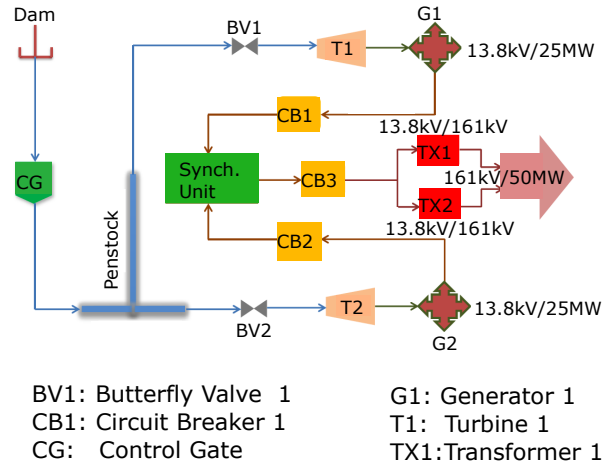 Dam
BV1
T1
G1
13.8kV/25MW
CB1
13.8kV/161kV
CG
Synch.
Unit
CB3
TX1
161kV/50MW
TX2
13.8kV/161kV
Penstock
CB2
BV2
T2
13.8kV/25MW
G2
BV1: Butterfly Valve 1
CB1: Circuit Breaker 1
CG: Control Gate
G1: Generator 1
T1: Turbine 1
TX1:Transformer 1